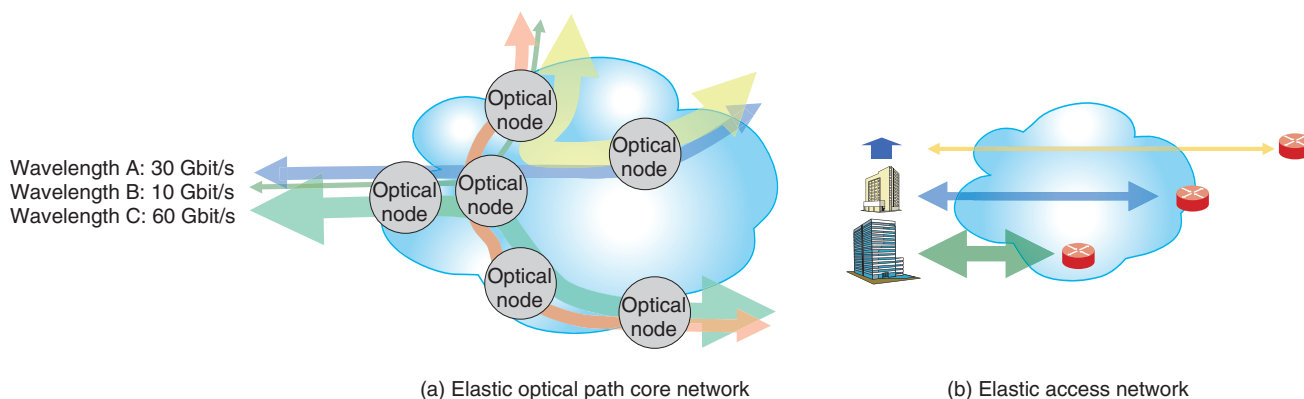 Optical
node
Optical
node
Wavelength A: 30 Gbit/s
Wavelength B: 10 Gbit/s
Wavelength C: 60 Gbit/s
Optical
node
Optical
node
Optical
node
Optical
node
(a) Elastic optical path core network
(b) Elastic access network